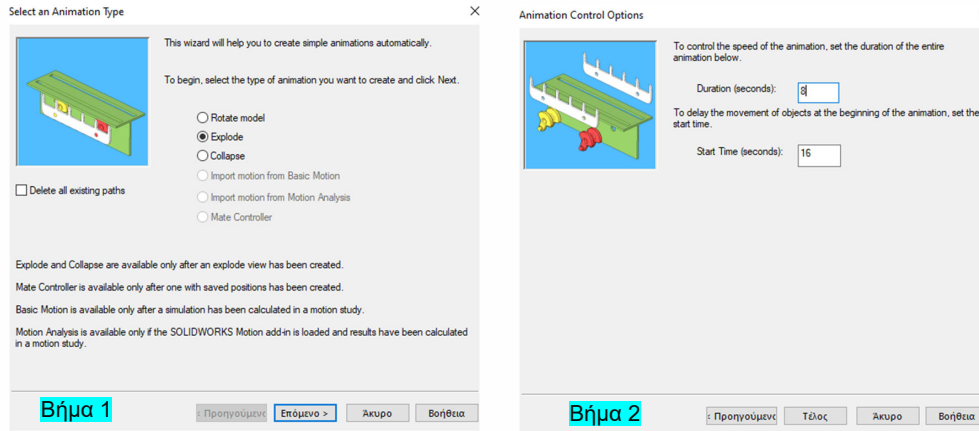 Select an Animation Type
This wizard will help you to create simple animations automatically.
To begin, select the type of animation you want to create and click Next.
Rotate model
Explode
Collapse
Import motion from Basic Motion
Import motion from Motion Analysis
Mate Controller
Delete all existing paths
Explode and Collapse are available only after an explode view has been created.
Mate Controller is available only after one with saved positions has been created.
Basic Motion is available only after a simulation has been calculated in a motion study.
Motion Analysis is available only if the SOLIDWORKS Motion add-in is loaded and results have been calculated
in a motion study.
Βήμα 1
< Προηγούμενο
Επόμενο >
Άκυρο
Βοήθεια
Animation Control Options
To control the speed of the animation, set the duration of the entire
animation below.
Duration (seconds): 8
To delay the movement of objects at the beginning of the animation, set the
start time.
Start Time (seconds): 16
Βήμα 2
< Προηγούμενο
Τέλος
Άκυρο
Βοήθεια